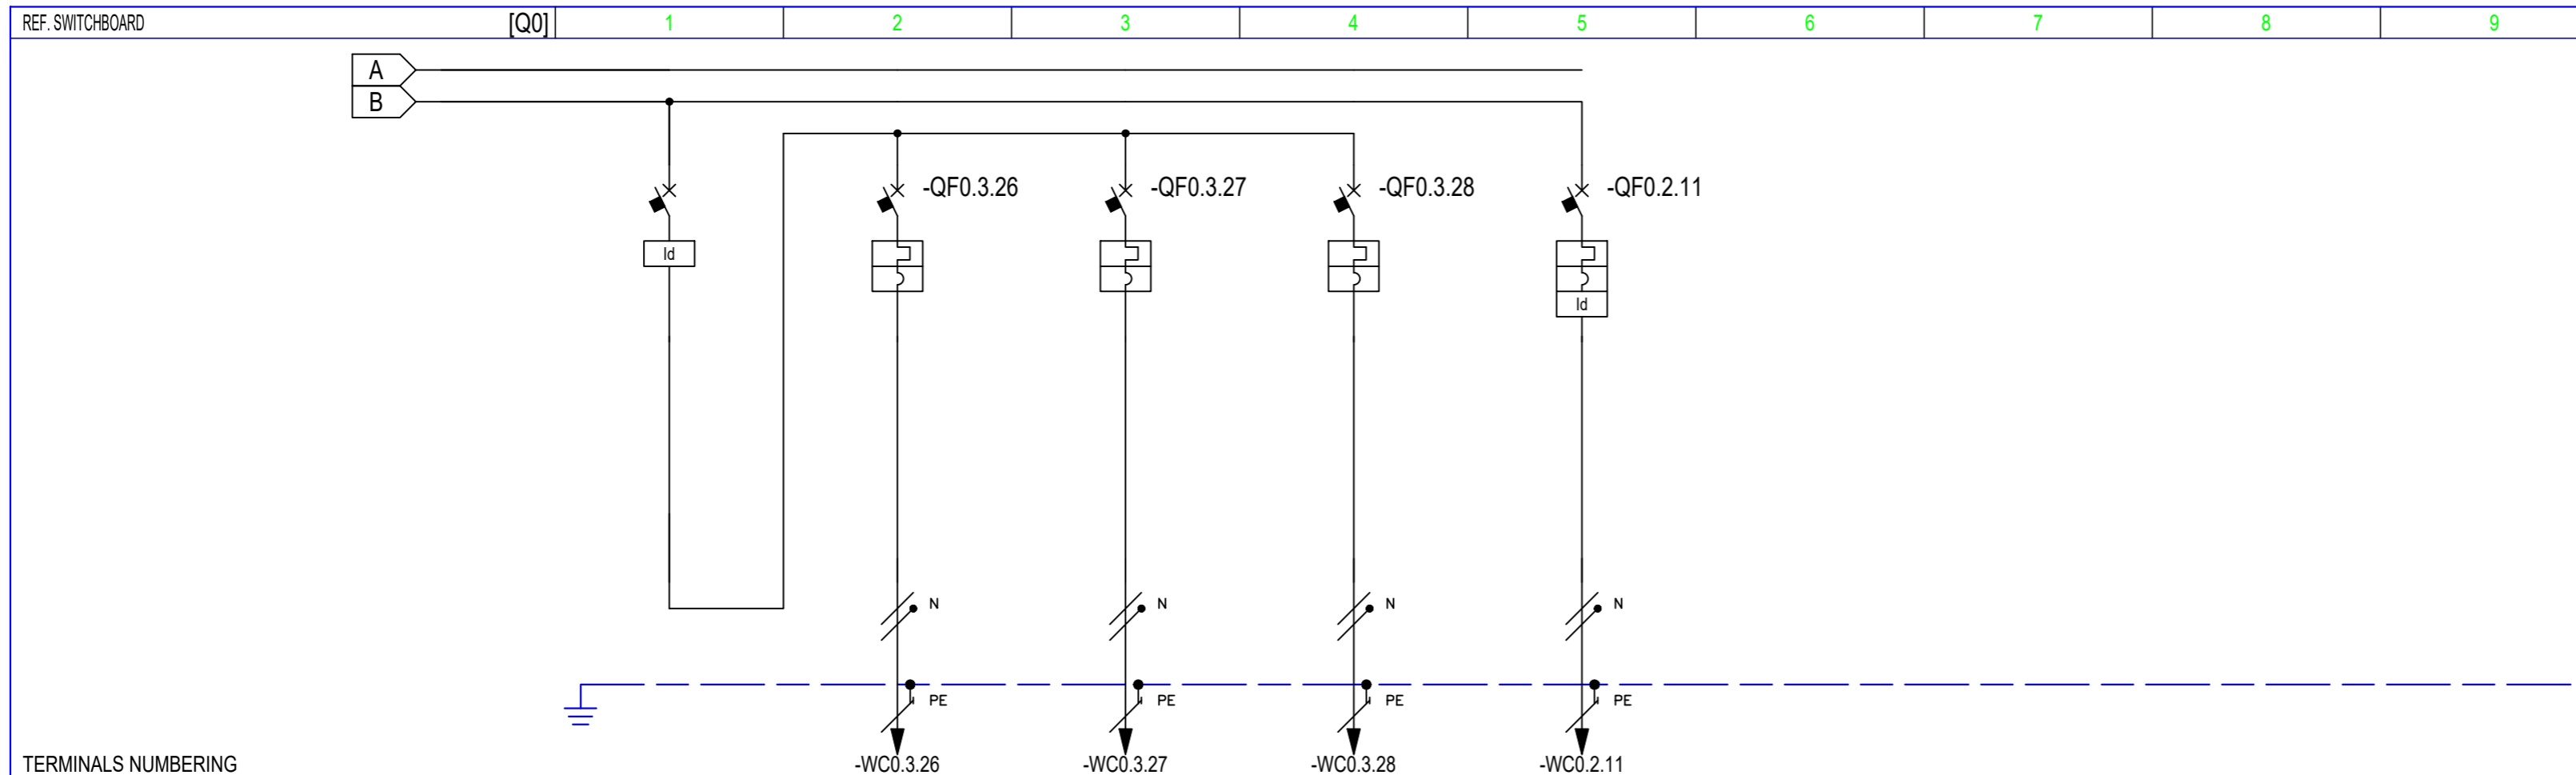 REF. SWITCHBOARD [Q0] 1 2 3 4 5 6 7 8 9
A
B
-QF0.3.26 -QF0.3.27 -QF0.3.28 -QF0.2.11
Id
Id
N N N N
PE PE PE PE
TERMINALS NUMBERING -WC0.3.26 -WC0.3.27 -WC0.3.28 -WC0.2.11